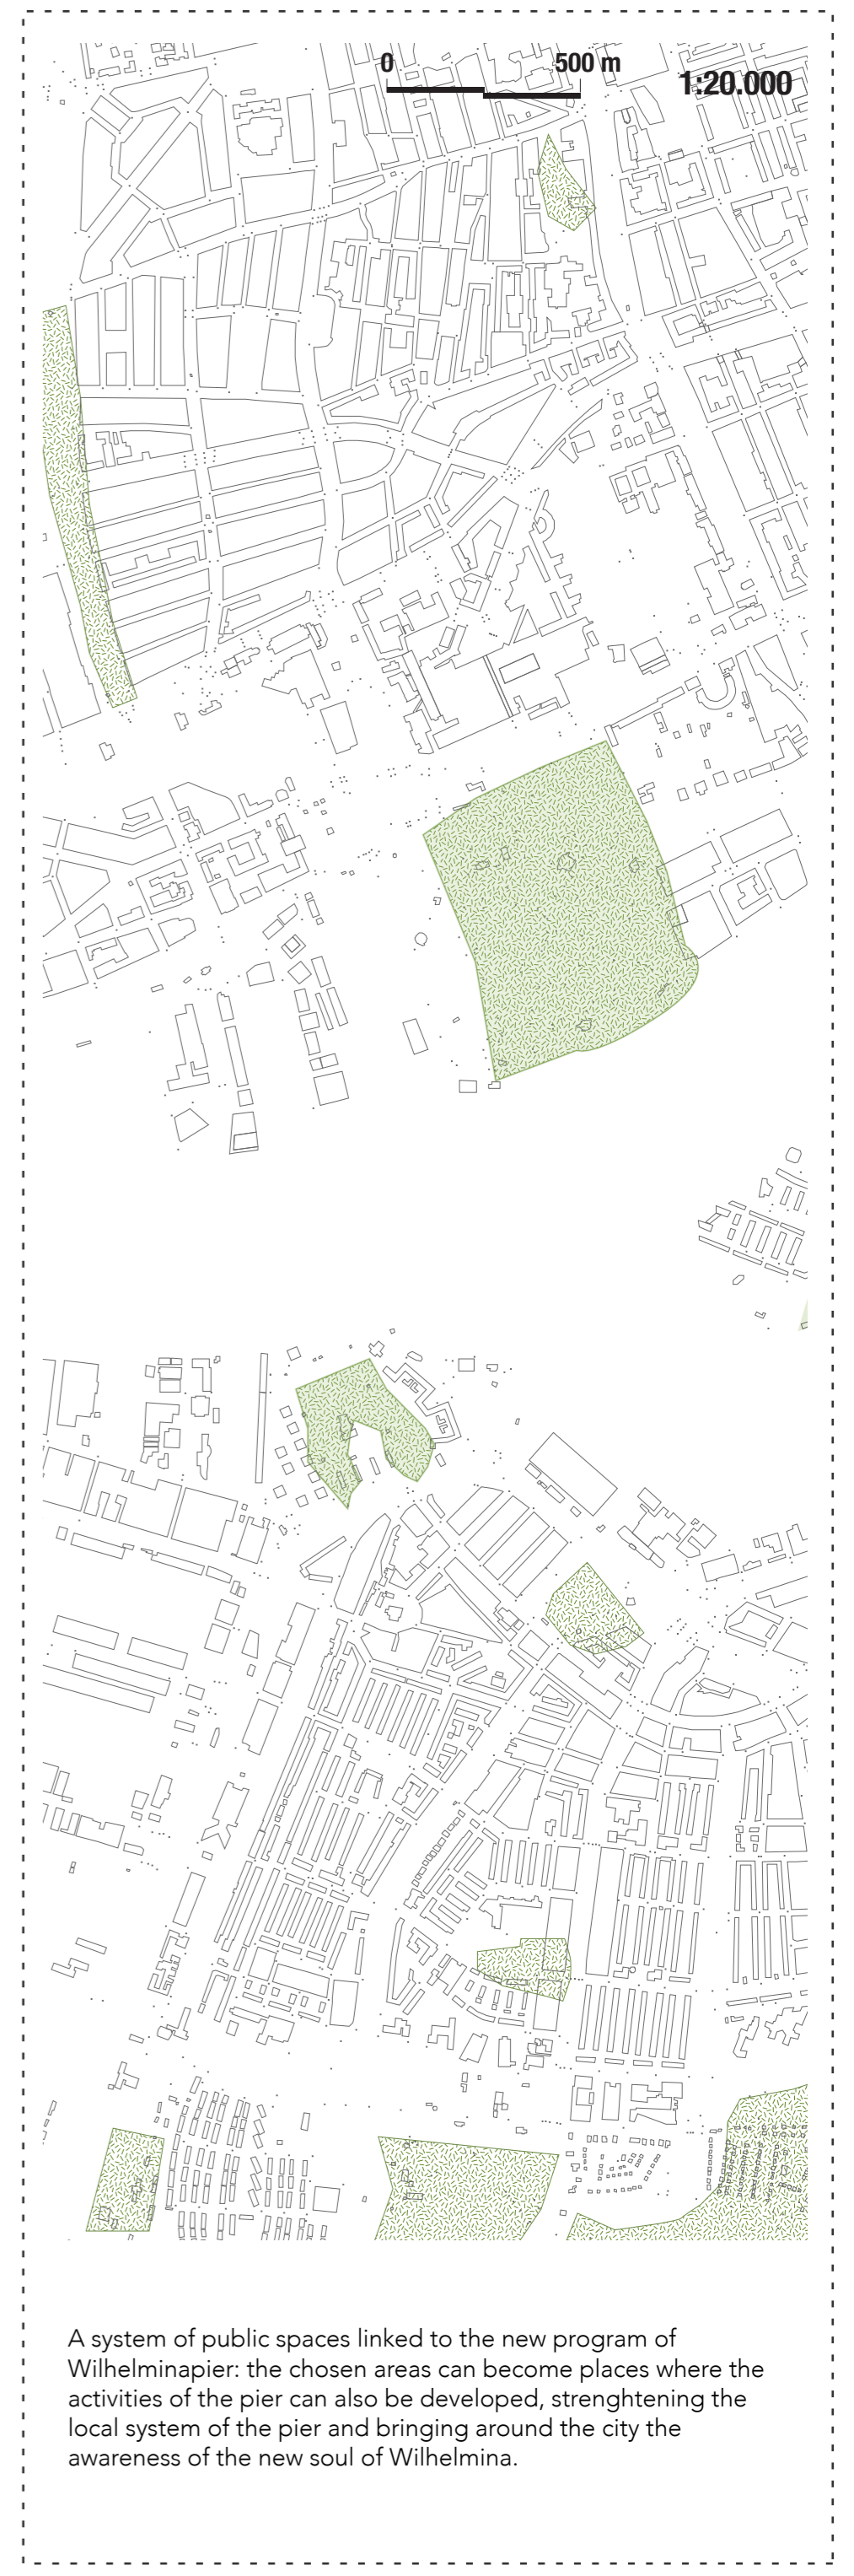 0 500 m 1:20.000
A system of public spaces linked to the new program of
Wilhelminapier: the chosen areas can become places where the
activities of the pier can also be developed, strenghtening the
local system of the pier and bringing around the city the
awareness of the new soul of Wilhelmina.